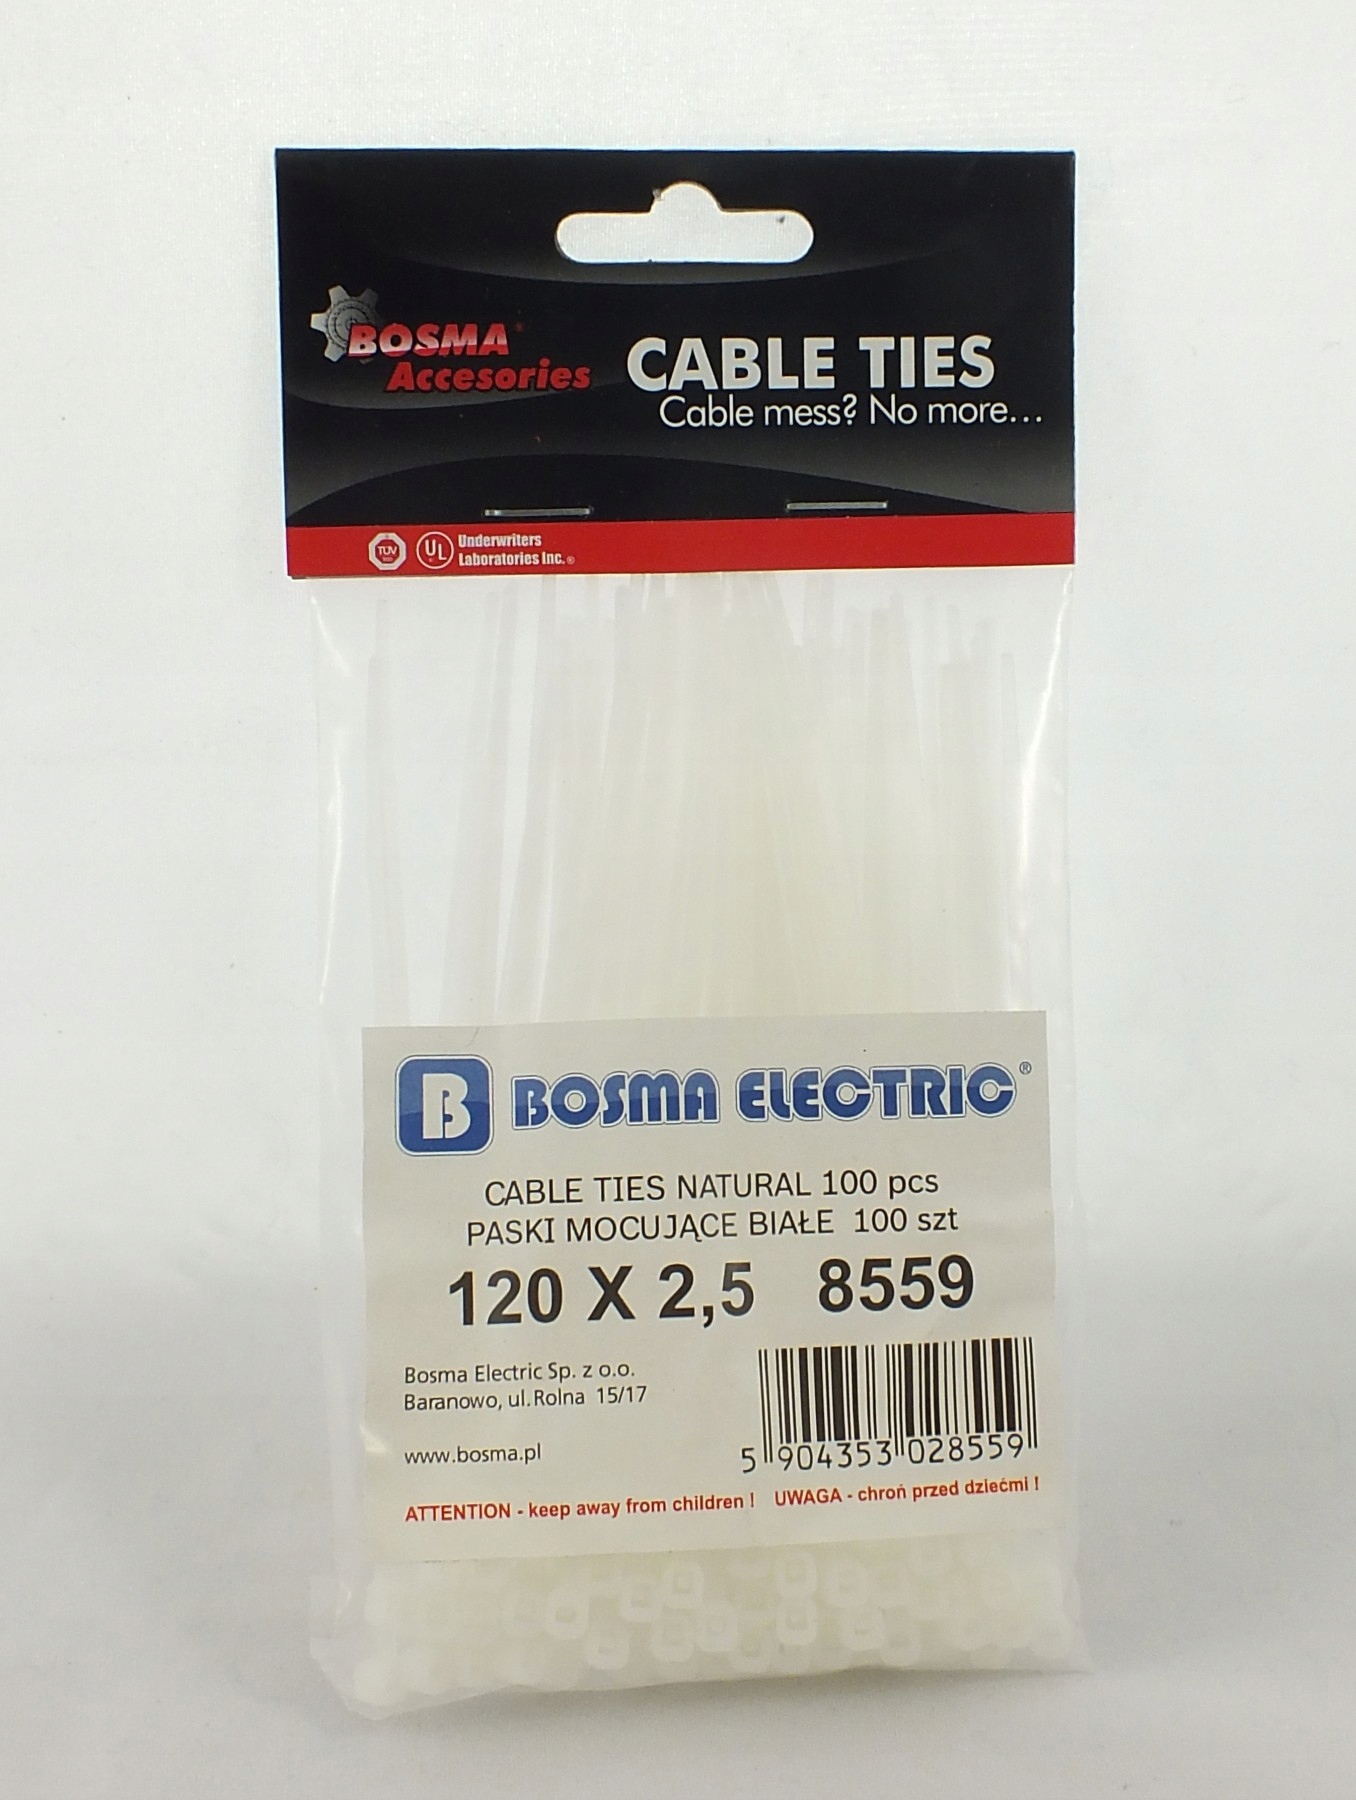 BOSMA®
Accesories
CABLE TIES
Cable mess? No more...
TÜV
UL
Underwriters
Laboratories Inc.®
B BOSMA ELECTRIC®
CABLE TIES NATURAL 100 pcs
PASKI MOCUJĄCE BIAŁE 100 szt
120 X 2,5 8559
Bosma Electric Sp. z o.o.
Baranowo, ul. Rolna 15/17
www.bosma.pl
5 904353 028559
ATTENTION - keep away from children ! UWAGA - chroń przed dziećmi !